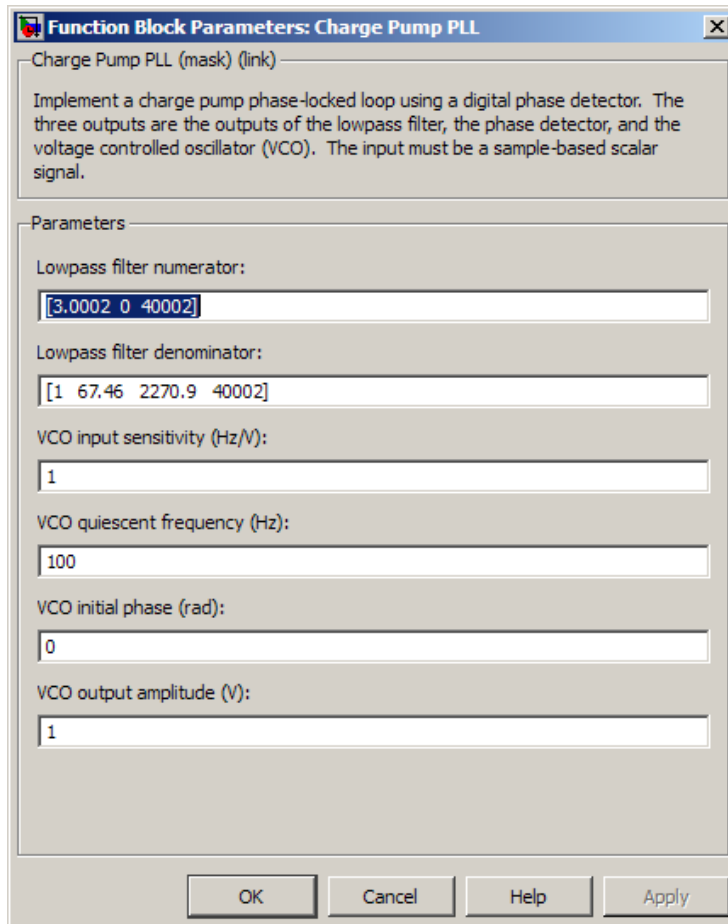 Function Block Parameters: Charge Pump PLL
Charge Pump PLL (mask) (link)
Implement a charge pump phase-locked loop using a digital phase detector. The
three outputs are the outputs of the lowpass filter, the phase detector, and the
voltage controlled oscillator (VCO). The input must be a sample-based scalar
signal.
Parameters
Lowpass filter numerator:
[3.0002 0 40002]
Lowpass filter denominator:
[1 67.46 2270.9 40002]
VCO input sensitivity (Hz/V):
1
VCO quiescent frequency (Hz):
100
VCO initial phase (rad):
0
VCO output amplitude (V):
1
OK Cancel Help Apply